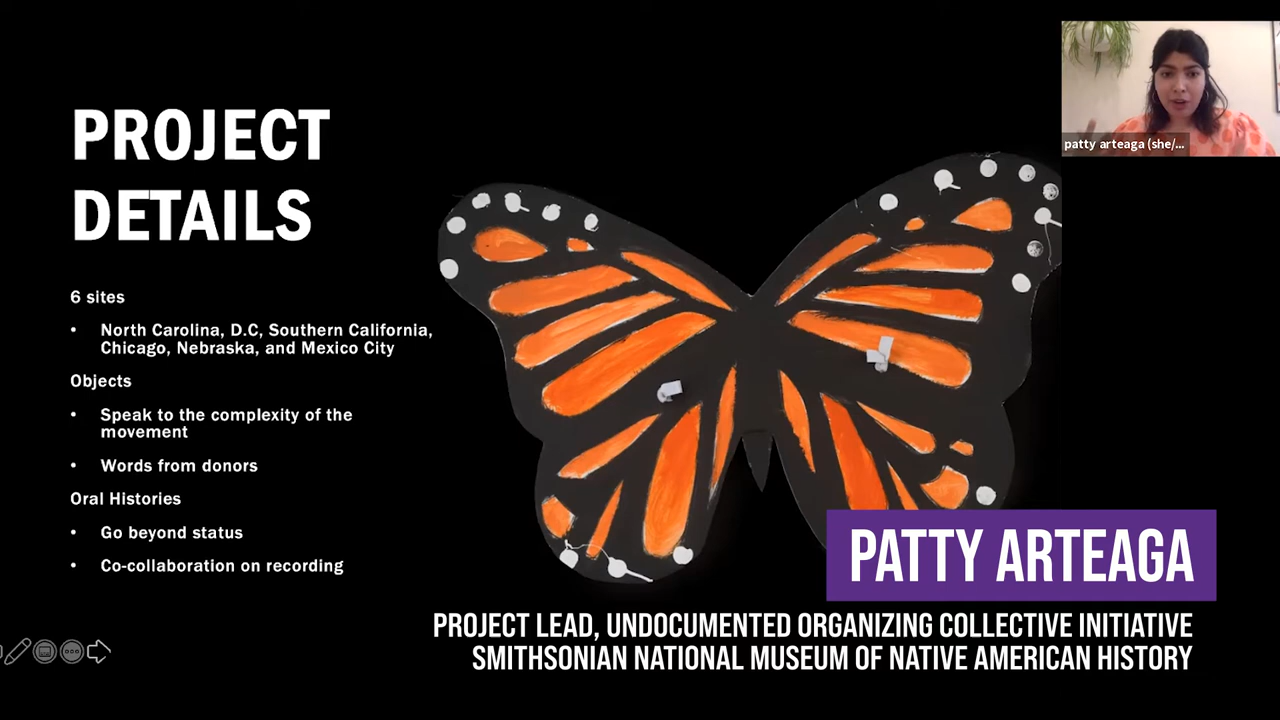 PROJECT
DETAILS
6 sites
• North Carolina, D.C, Southern California,
Chicago, Nebraska, and Mexico City
Objects
• Speak to the complexity of the
movement
• Words from donors
Oral Histories
• Go beyond status
• Co-collaboration on recording
patty arteaga (she/...
PATTY ARTEAGA
PROJECT LEAD, UNDOCUMENTED ORGANIZING COLLECTIVE INITIATIVE
SMITHSONIAN NATIONAL MUSEUM OF NATIVE AMERICAN HISTORY